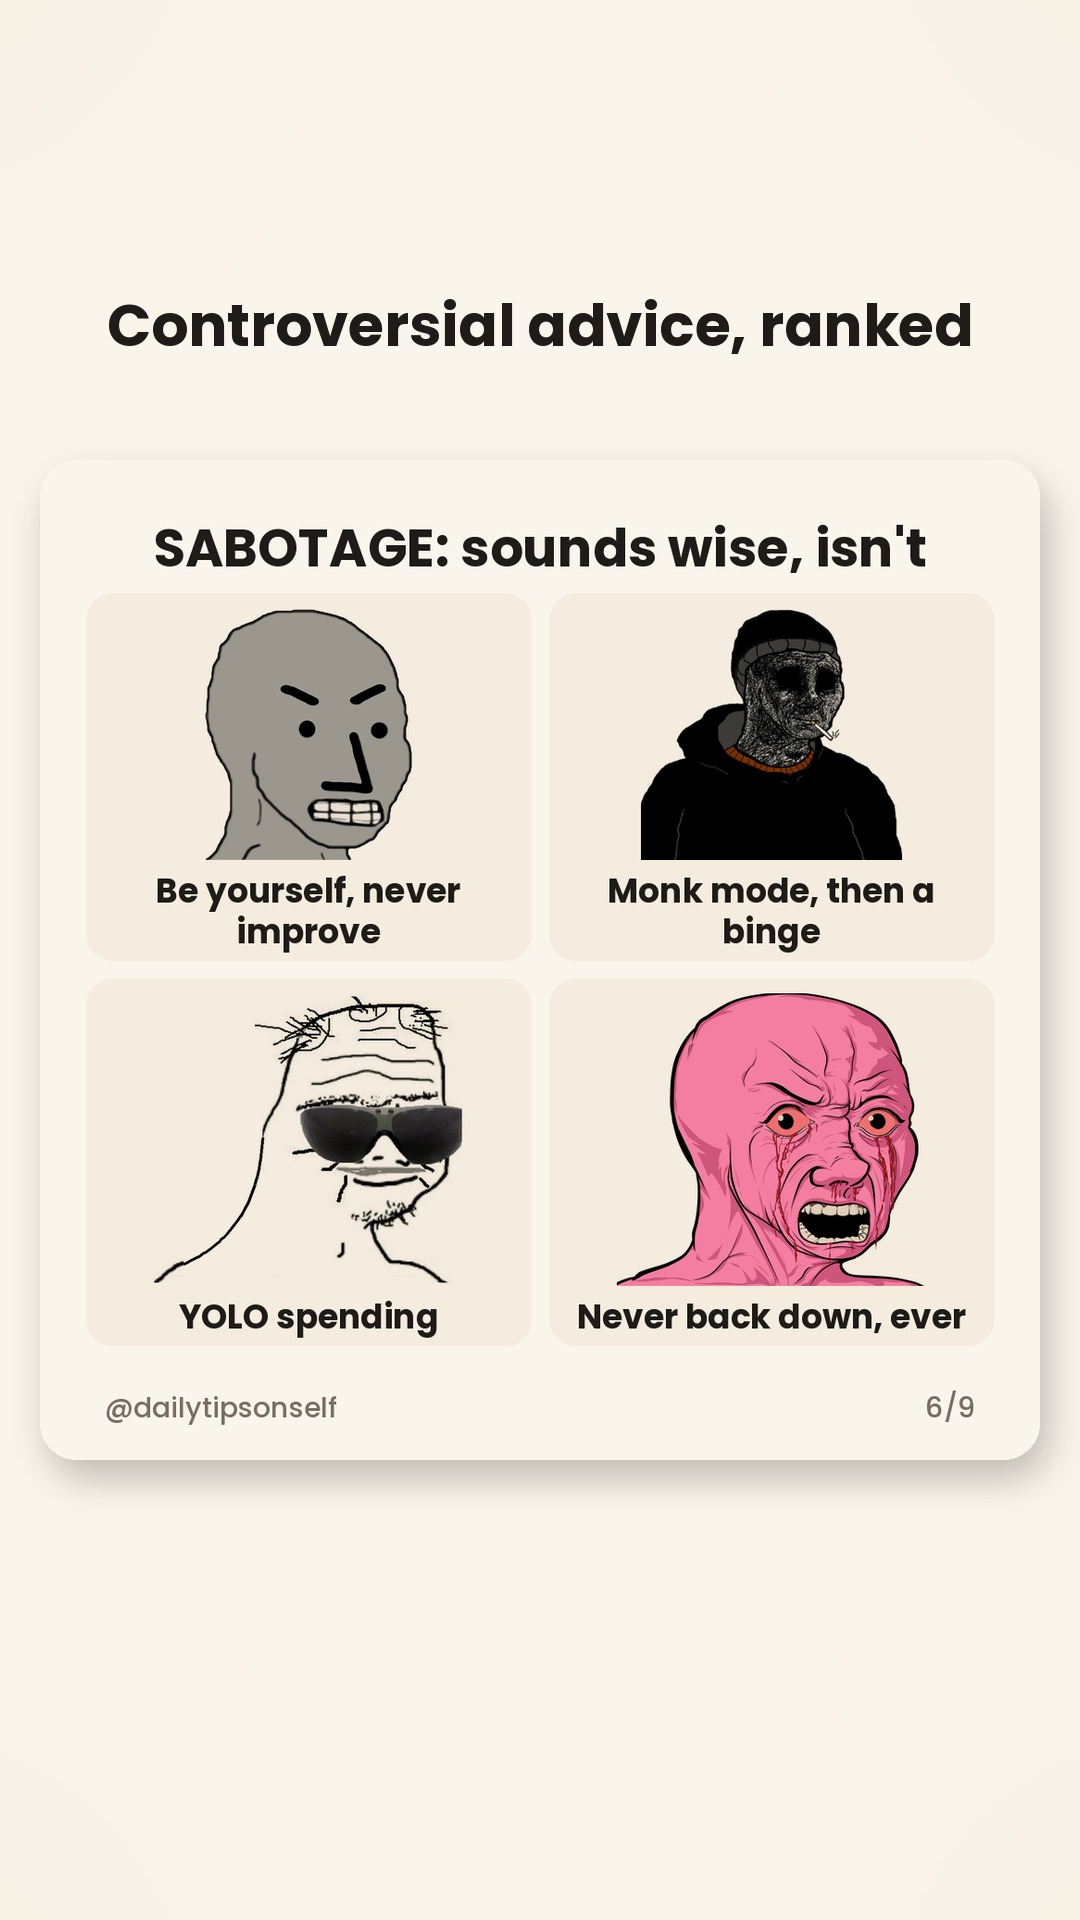 Controversial advice, ranked
SABOTAGE: sounds wise, isn't
Be yourself, never
improve
Monk mode, then a
binge
YOLO spending
Never back down, ever
@dailytipsonself
6/9